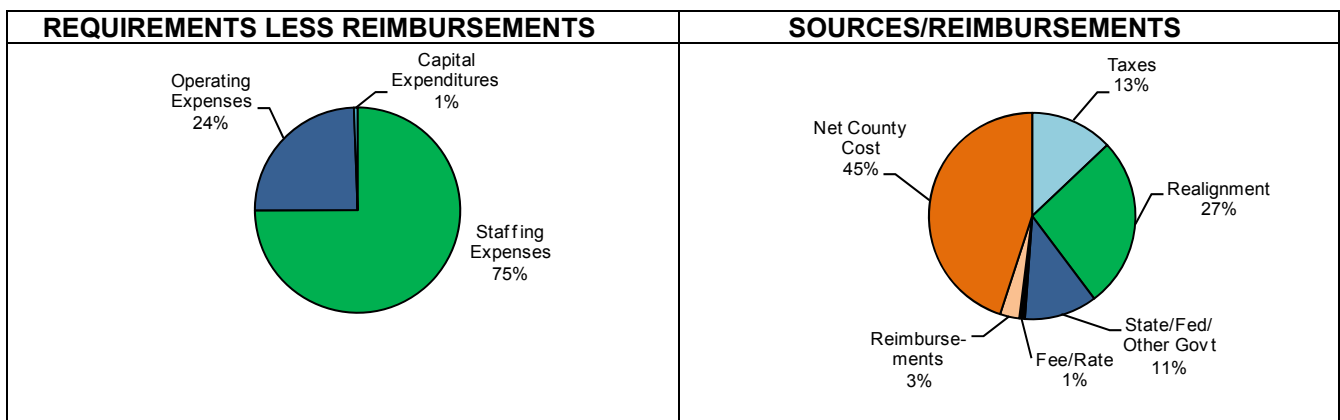 REQUIREMENTS LESS REIMBURSEMENTS
Capital
Expenditures
1%
Operating
Expenses
24%
Staffing
Expenses
75%
SOURCES/REIMBURSEMENTS
Taxes
13%
Net County
Cost
45%
Realignment
27%
State/Fed/
Other Govt
11%
Fee/Rate
1%
Reimburse-
ments
3%